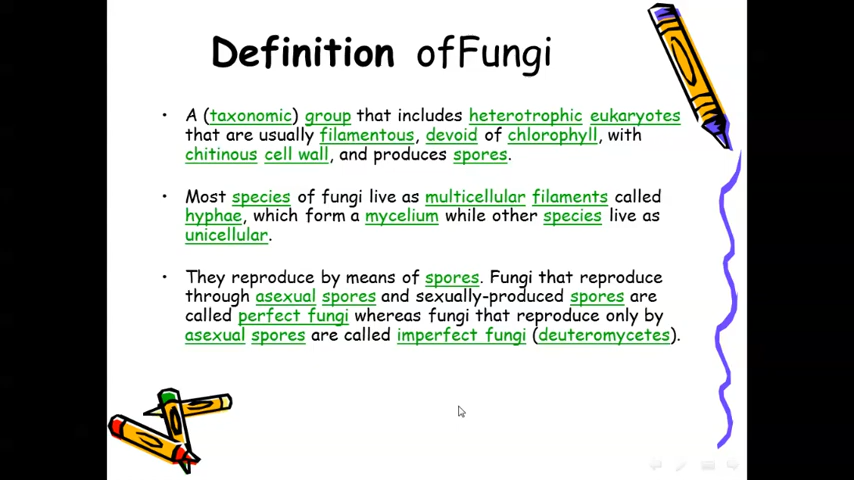 Definition ofFungi
• A (taxonomic) group that includes heterotrophic eukaryotes
that are usually filamentous, devoid of chlorophyll, with
chitinous cell wall, and produces spores.
• Most species of fungi live as multicellular filaments called
hyphae, which form a mycelium while other species live as
unicellular.
• They reproduce by means of spores. Fungi that reproduce
through asexual spores and sexually-produced spores are
called perfect fungi whereas fungi that reproduce only by
asexual spores are called imperfect fungi (deuteromycetes).